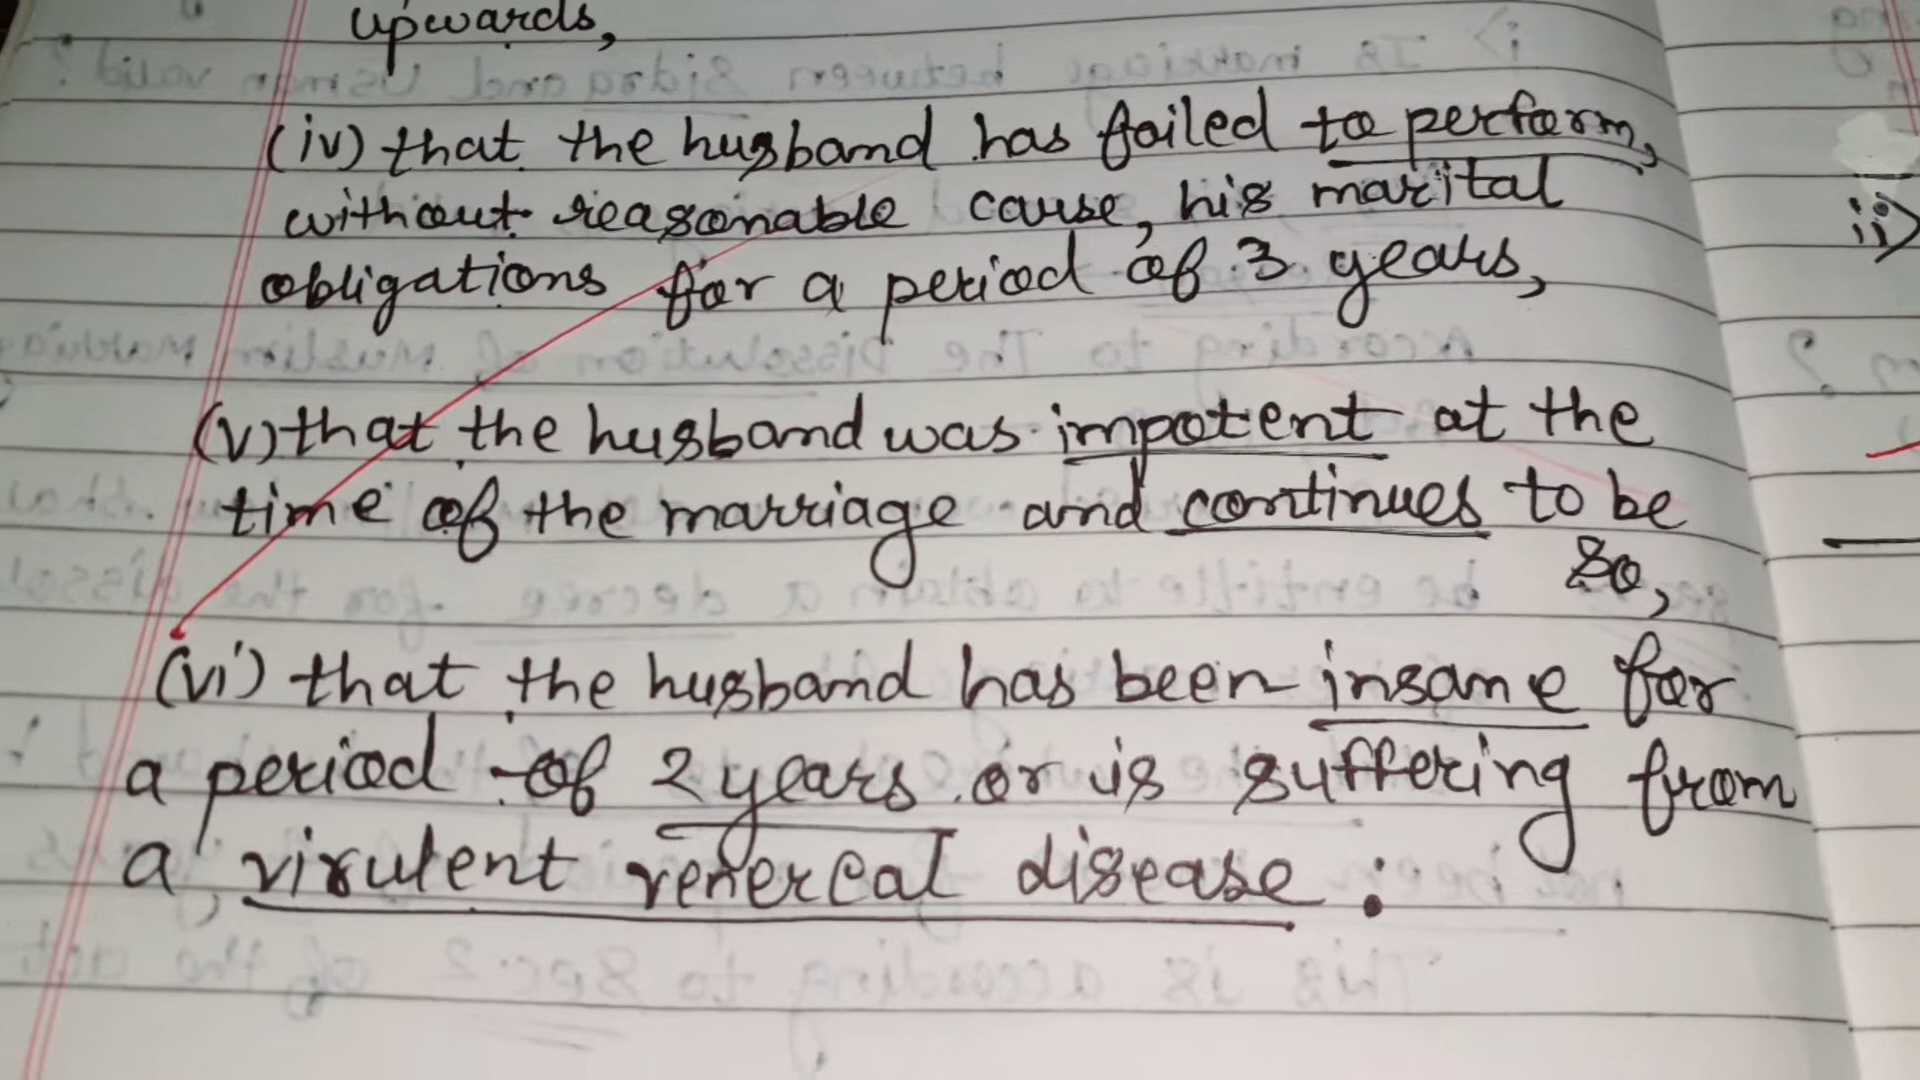 upwards,
(iv) that the husband has failed to perform,
without reasonable cause, his marital
obligations for a period of 3 years,
(v) that the husband was impotent at the
time of the marriage and continues to be
so,
(vi) that the husband has been insane for
a period of 2 years or is suffering from
a virulent venereal disease :
ii)